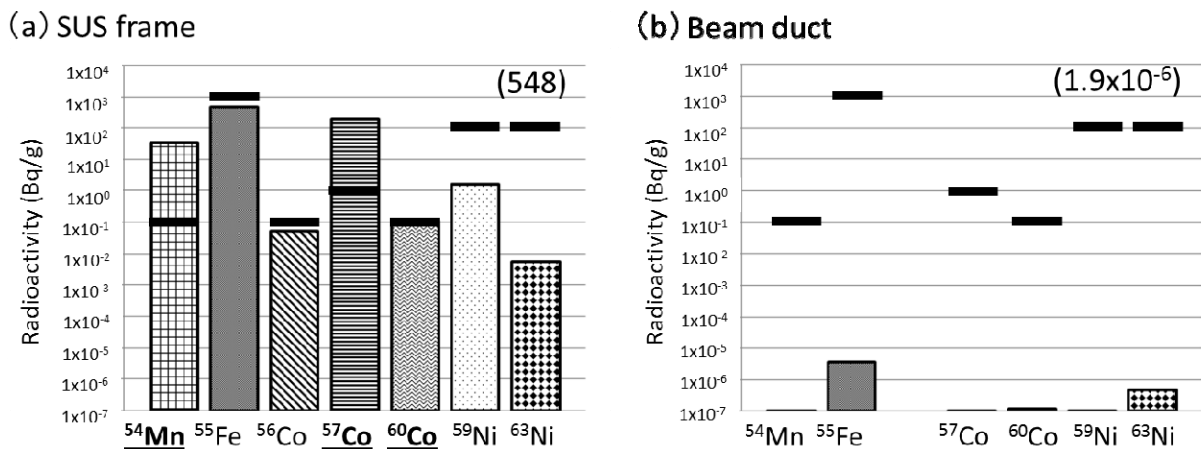 (a) SUS frame
(548)
Radioactivity (Bq/g)
1x10⁴
1x10³
1x10²
1x10¹
1x10⁰
1x10⁻¹
1x10⁻²
1x10⁻³
1x10⁻⁴
1x10⁻⁵
1x10⁻⁶
1x10⁻⁷
⁵⁴Mn ⁵⁵Fe ⁵⁶Co ⁵⁷Co ⁶⁰Co ⁵⁹Ni ⁶³Ni
(b) Beam duct
(1.9x10⁻⁶)
Radioactivity (Bq/g)
1x10⁴
1x10³
1x10²
1x10¹
1x10⁰
1x10⁻¹
1x10⁻²
1x10⁻³
1x10⁻⁴
1x10⁻⁵
1x10⁻⁶
1x10⁻⁷
⁵⁴Mn ⁵⁵Fe ⁵⁷Co ⁶⁰Co ⁵⁹Ni ⁶³Ni